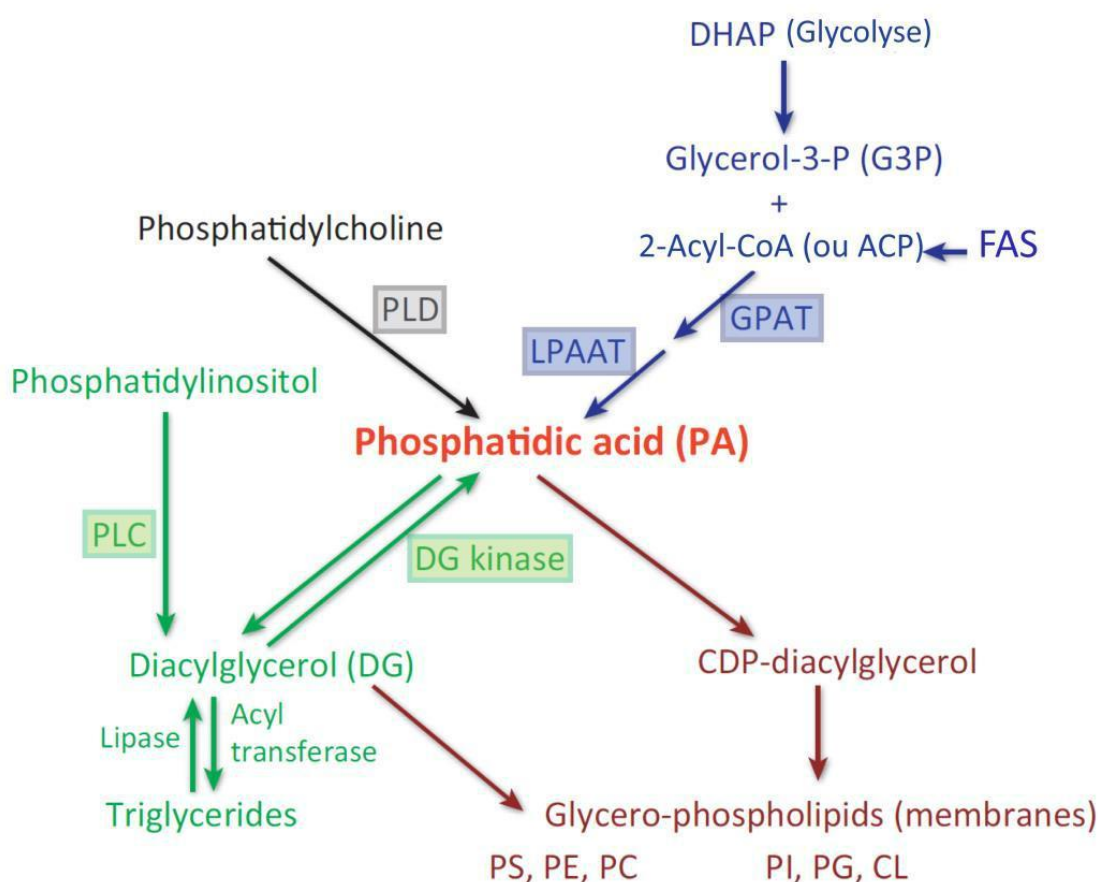 DHAP (Glycolyse)
Glycerol-3-P (G3P)
+
Phosphatidylcholine
2-Acyl-CoA (ou ACP)
FAS
PLD
GPAT
LPAAT
Phosphatidylinositol
Phosphatidic acid (PA)
PLC
DG kinase
Diacylglycerol (DG)
CDP-diacylglycerol
Lipase
Acyl
transferase
Triglycerides
Glycero-phospholipids (membranes)
PS, PE, PC
PI, PG, CL